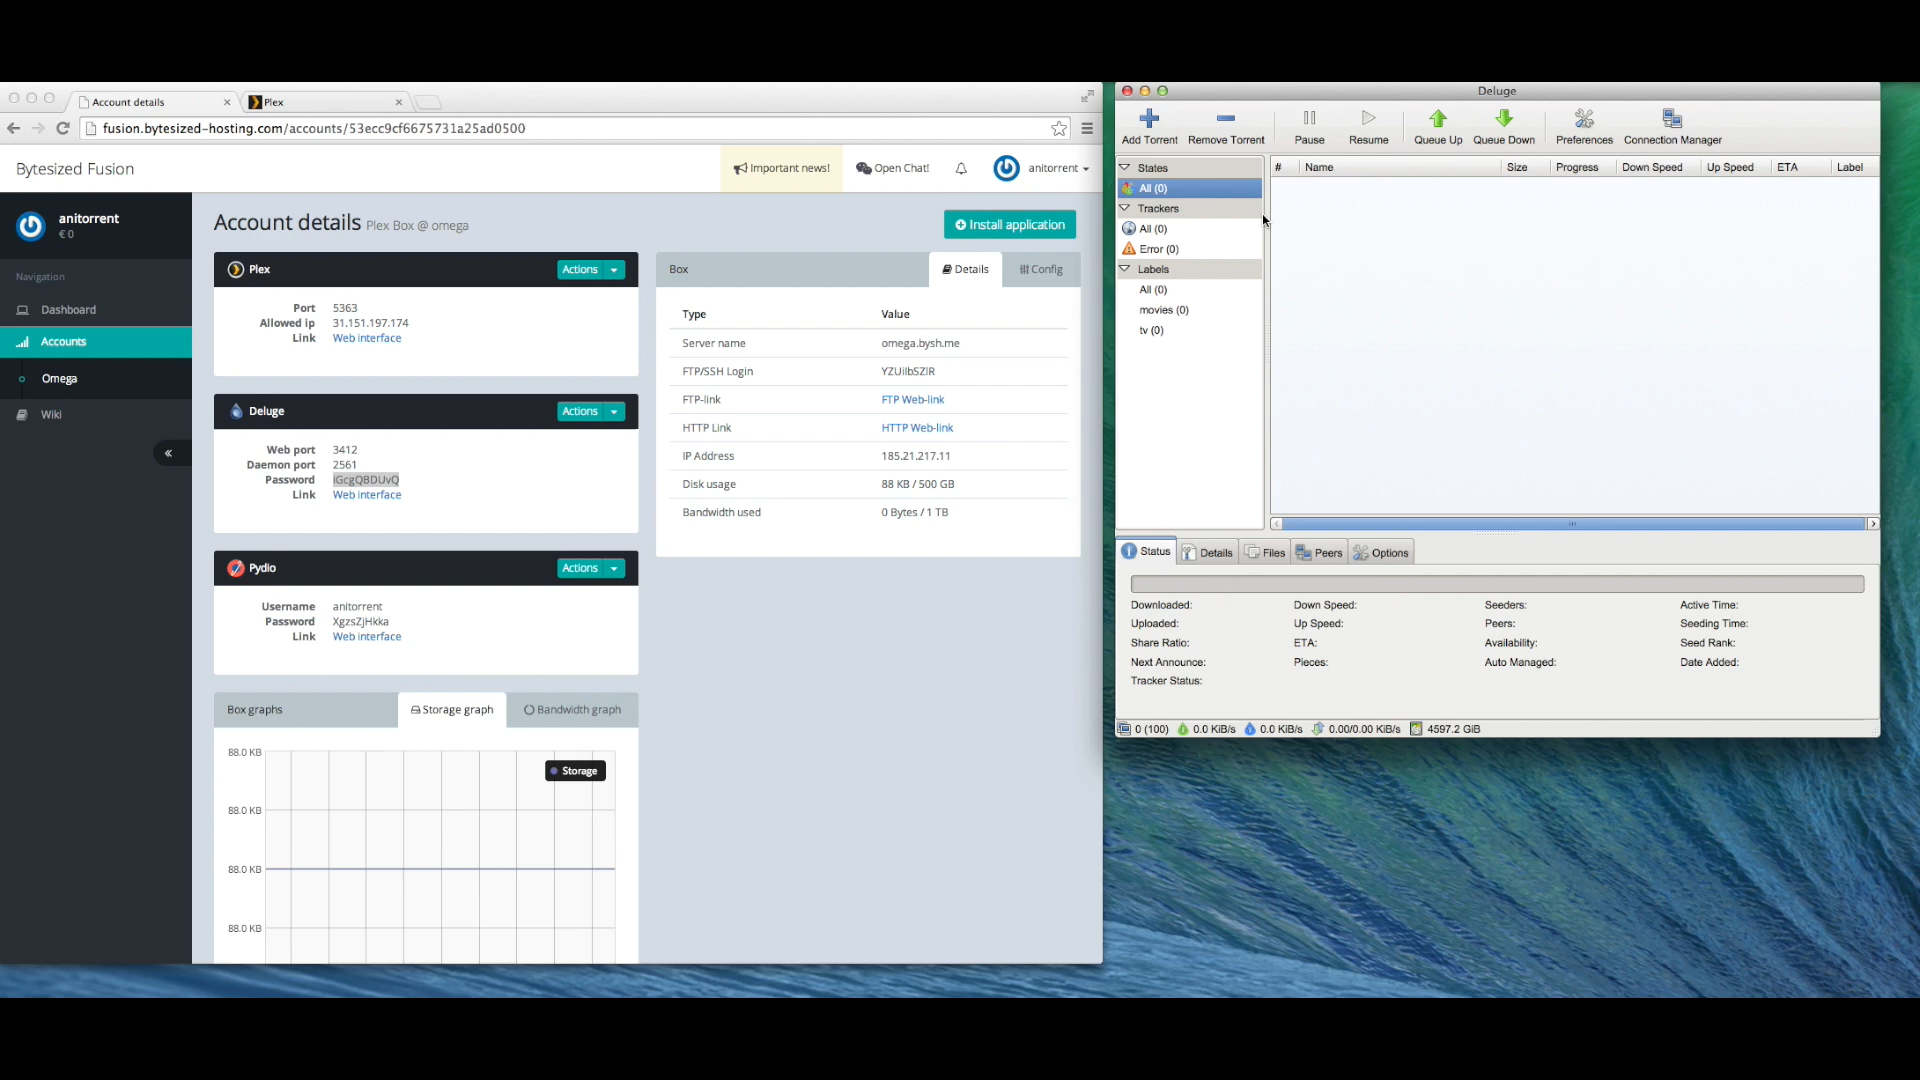 Account details
Plex
fusion.bytesized-hosting.com/accounts/53ecc9cf6675731a25ad0500
Bytesized Fusion
Important news!
Open Chat!
anitorrent
anitorrent
€ 0
Navigation
Dashboard
Accounts
Omega
Wiki
Account details Plex Box @ omega
Install application
Plex
Actions
Port 5363
Allowed ip 31.151.197.174
Link Web interface
Deluge
Actions
Web port 3412
Daemon port 2561
Password iGcgQBDUvQ
Link Web interface
Pydio
Actions
Username anitorrent
Password XgzsZjHkka
Link Web interface
Box graphs
Storage graph
Bandwidth graph
88.0 KB
88.0 KB
88.0 KB
88.0 KB
Storage
Box
Details
Config
Type Value
Server name omega.bysh.me
FTP/SSH Login YZUilbSZlR
FTP-link FTP Web-link
HTTP Link HTTP Web-link
IP Address 185.21.217.11
Disk usage 88 KB / 500 GB
Bandwidth used 0 Bytes / 1 TB
Deluge
Add Torrent Remove Torrent Pause Resume Queue Up Queue Down Preferences Connection Manager
States
All (0)
Trackers
All (0)
Error (0)
Labels
All (0)
movies (0)
tv (0)
# Name Size Progress Down Speed Up Speed ETA Label
Status Details Files Peers Options
Downloaded: Down Speed: Seeders: Active Time:
Uploaded: Up Speed: Peers: Seeding Time:
Share Ratio: ETA: Availability: Seed Rank:
Next Announce: Pieces: Auto Managed: Date Added:
Tracker Status:
0 (100) 0.0 KiB/s 0.0 KiB/s 0.00/0.00 KiB/s 4597.2 GiB